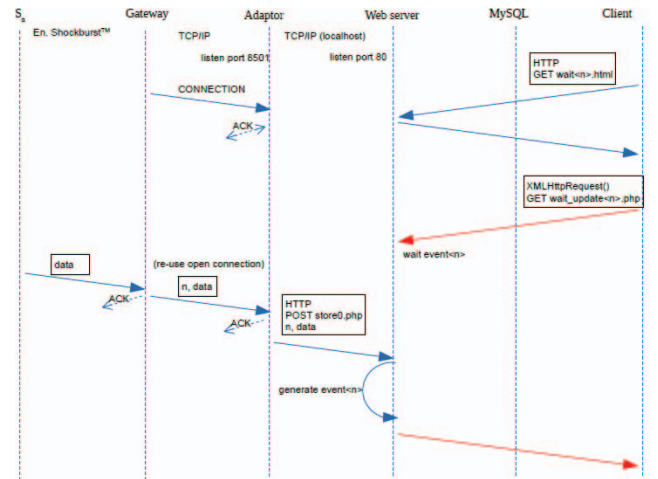 Sn Gateway Adaptor Web server MySQL Client
En. Shockburst™
TCP/IP
TCP/IP (localhost)
listen port 8501
listen port 80
HTTP
GET wait<n>.html
CONNECTION
ACK
XMLHttpRequest()
GET wait_update<n>.php
wait event<n>
data
(re-use open connection)
n, data
ACK
HTTP
POST store0.php
n, data
ACK
generate event<n>